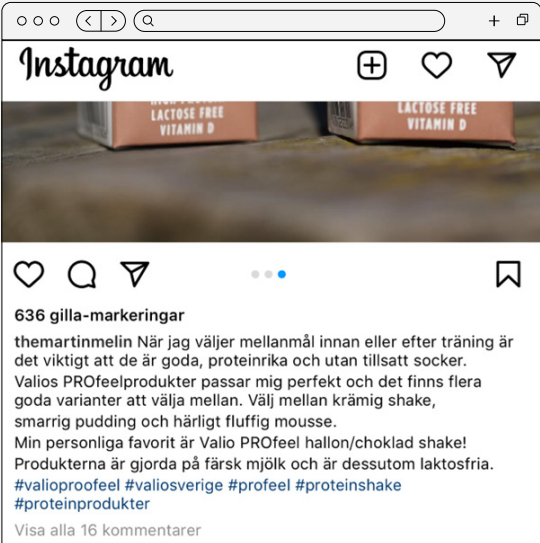 Instagram
LACTOSE FREE
VITAMIN D
LACTOSE FREE
VITAMIN D
636 gilla-markeringar
themartinmelin När jag väljer mellanmål innan eller efter träning är
det viktigt att de är goda, proteinrika och utan tillsatt socker.
Valios PROfeelprodukter passar mig perfekt och det finns flera
goda varianter att välja mellan. Välj mellan krämig shake,
smarrig pudding och härligt fluffig mousse.
Min personliga favorit är Valio PROfeel hallon/choklad shake!
Produkterna är gjorda på färsk mjölk och är dessutom laktosfria.
#valioproofeel #valiosverige #profeel #proteinshake
#proteinprodukter
Visa alla 16 kommentarer